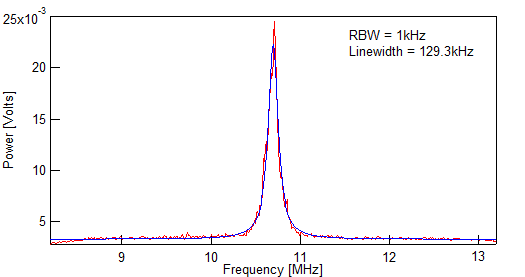 25x10-3
RBW = 1kHz
Linewidth = 129.3kHz
20
15
10
5
Power [Volts]
9 10 11 12 13
Frequency [MHz]